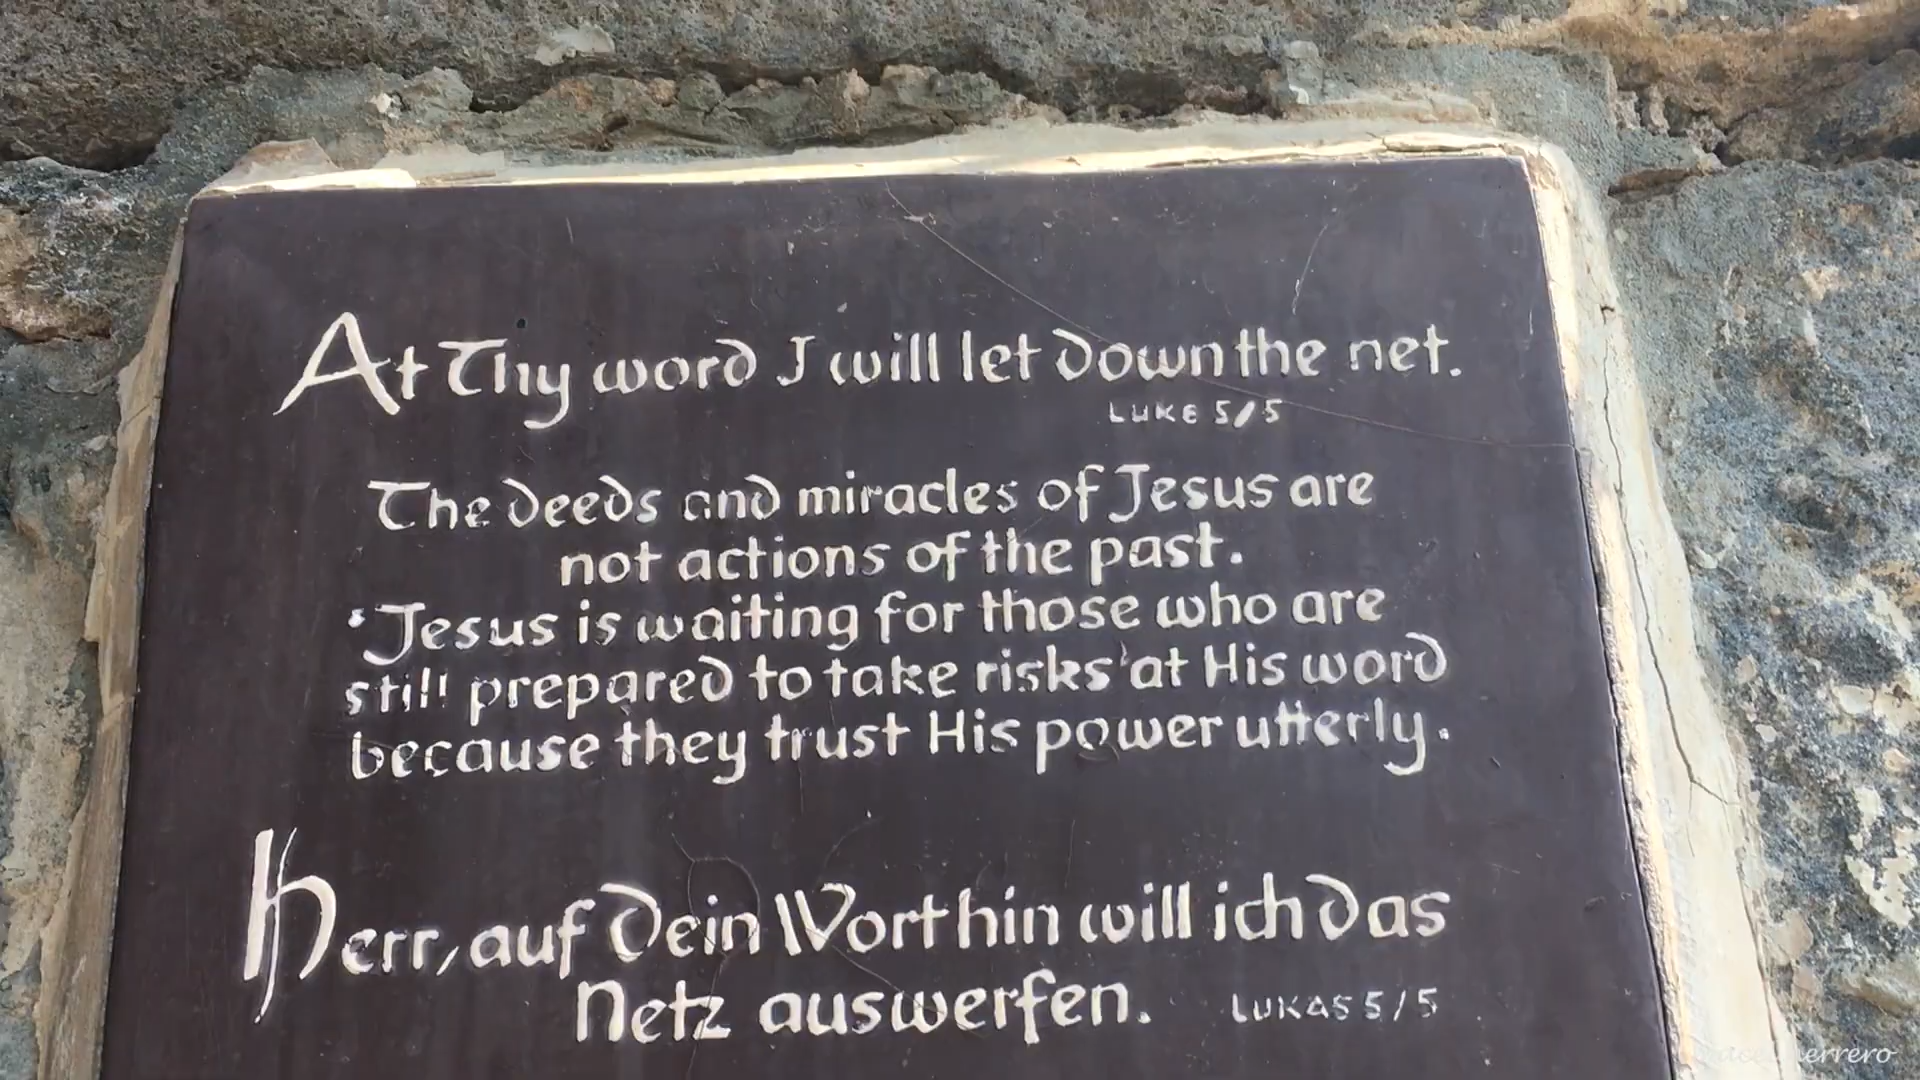 At Thy word I will let down the net.
LUKE 5/5
The deeds and miracles of Jesus are
not actions of the past.
'Jesus is waiting for those who are
still prepared to take risks' at His word
because they trust His power utterly.
Herr, auf Dein Wort hin will ich das
Netz auswerfen. LUKAS 5/5